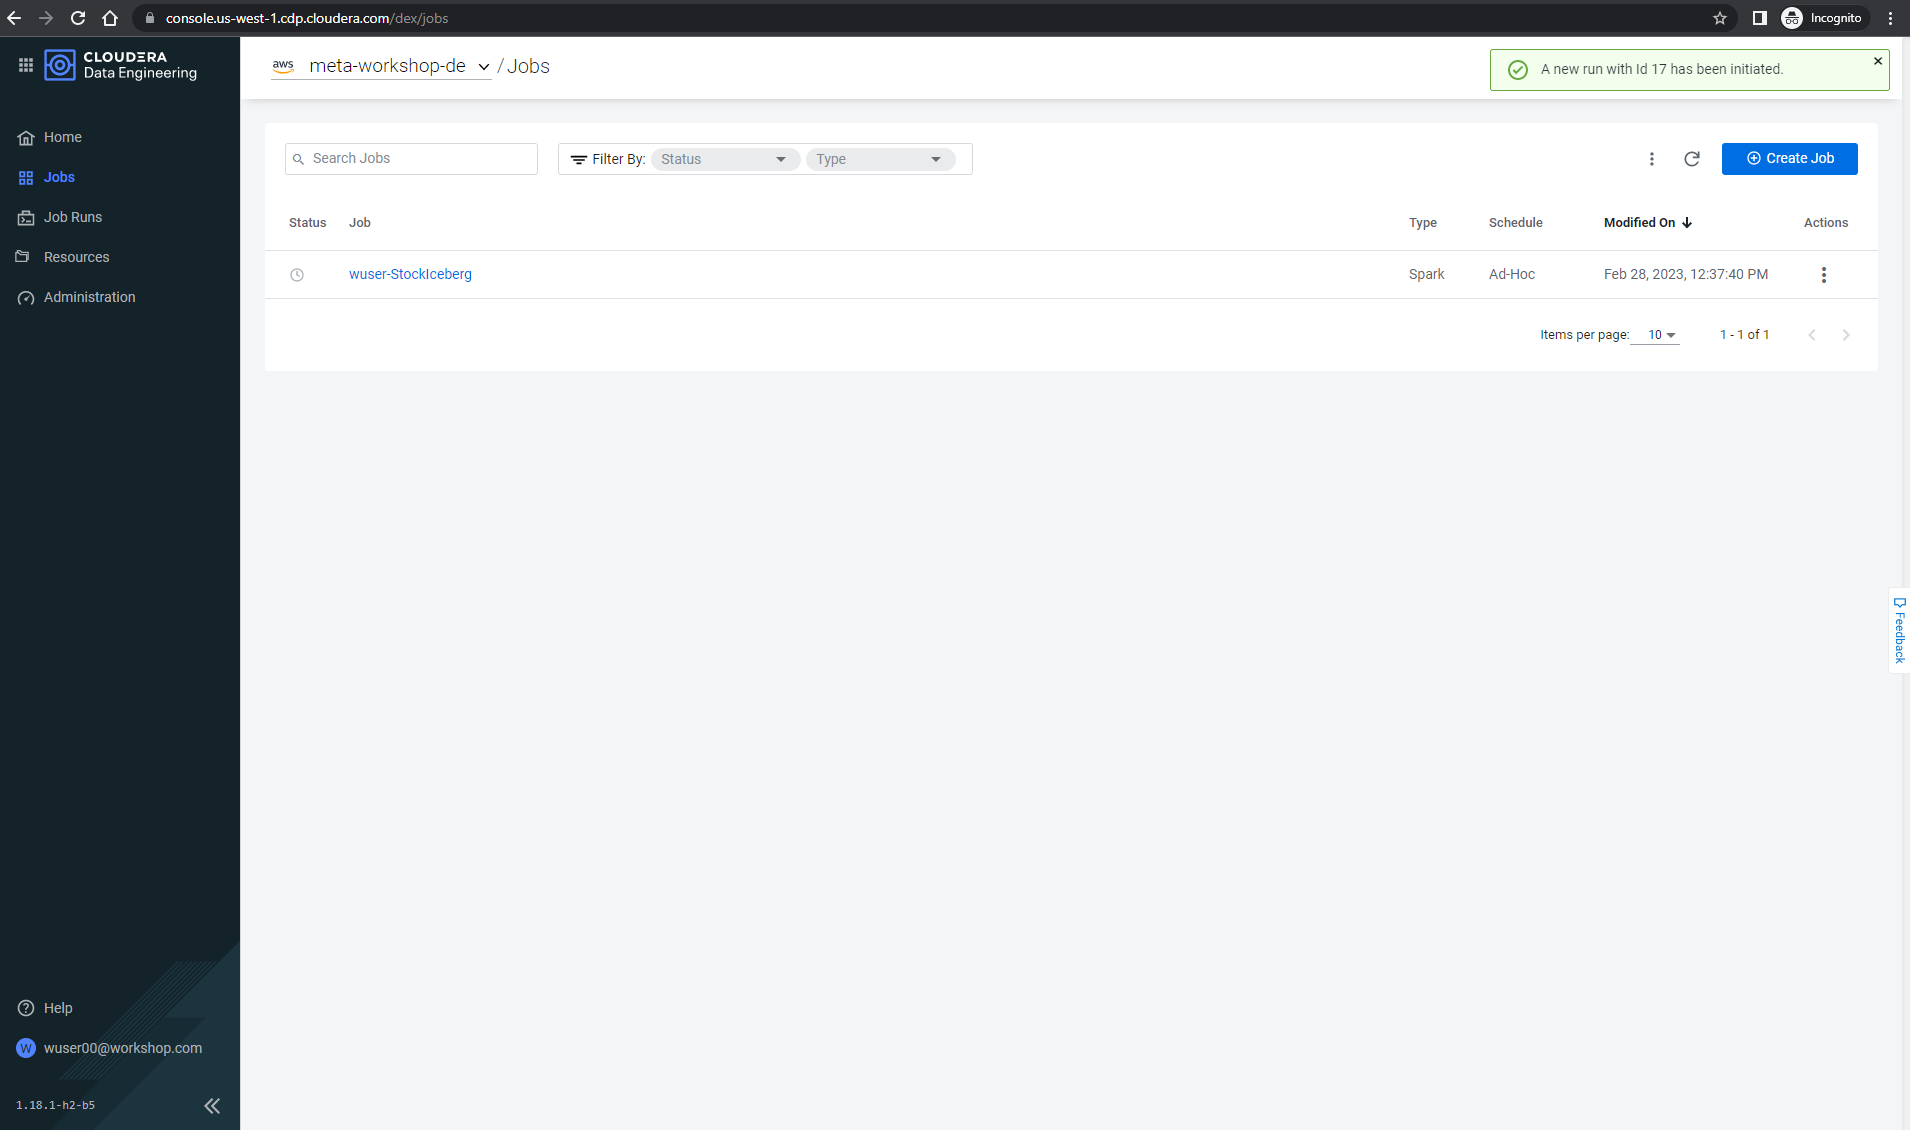 console.us-west-1.cdp.cloudera.com/dex/jobs
Incognito
CLOUDERA
Data Engineering
aws meta-workshop-de / Jobs
A new run with Id 17 has been initiated.
Home
Jobs
Job Runs
Resources
Administration
Search Jobs
Filter By: Status Type
Create Job
Status Job Type Schedule Modified On Actions
wuser-StockIceberg Spark Ad-Hoc Feb 28, 2023, 12:37:40 PM
Items per page: 10 1 - 1 of 1
Feedback
Help
W wuser00@workshop.com
1.18.1-h2-b5